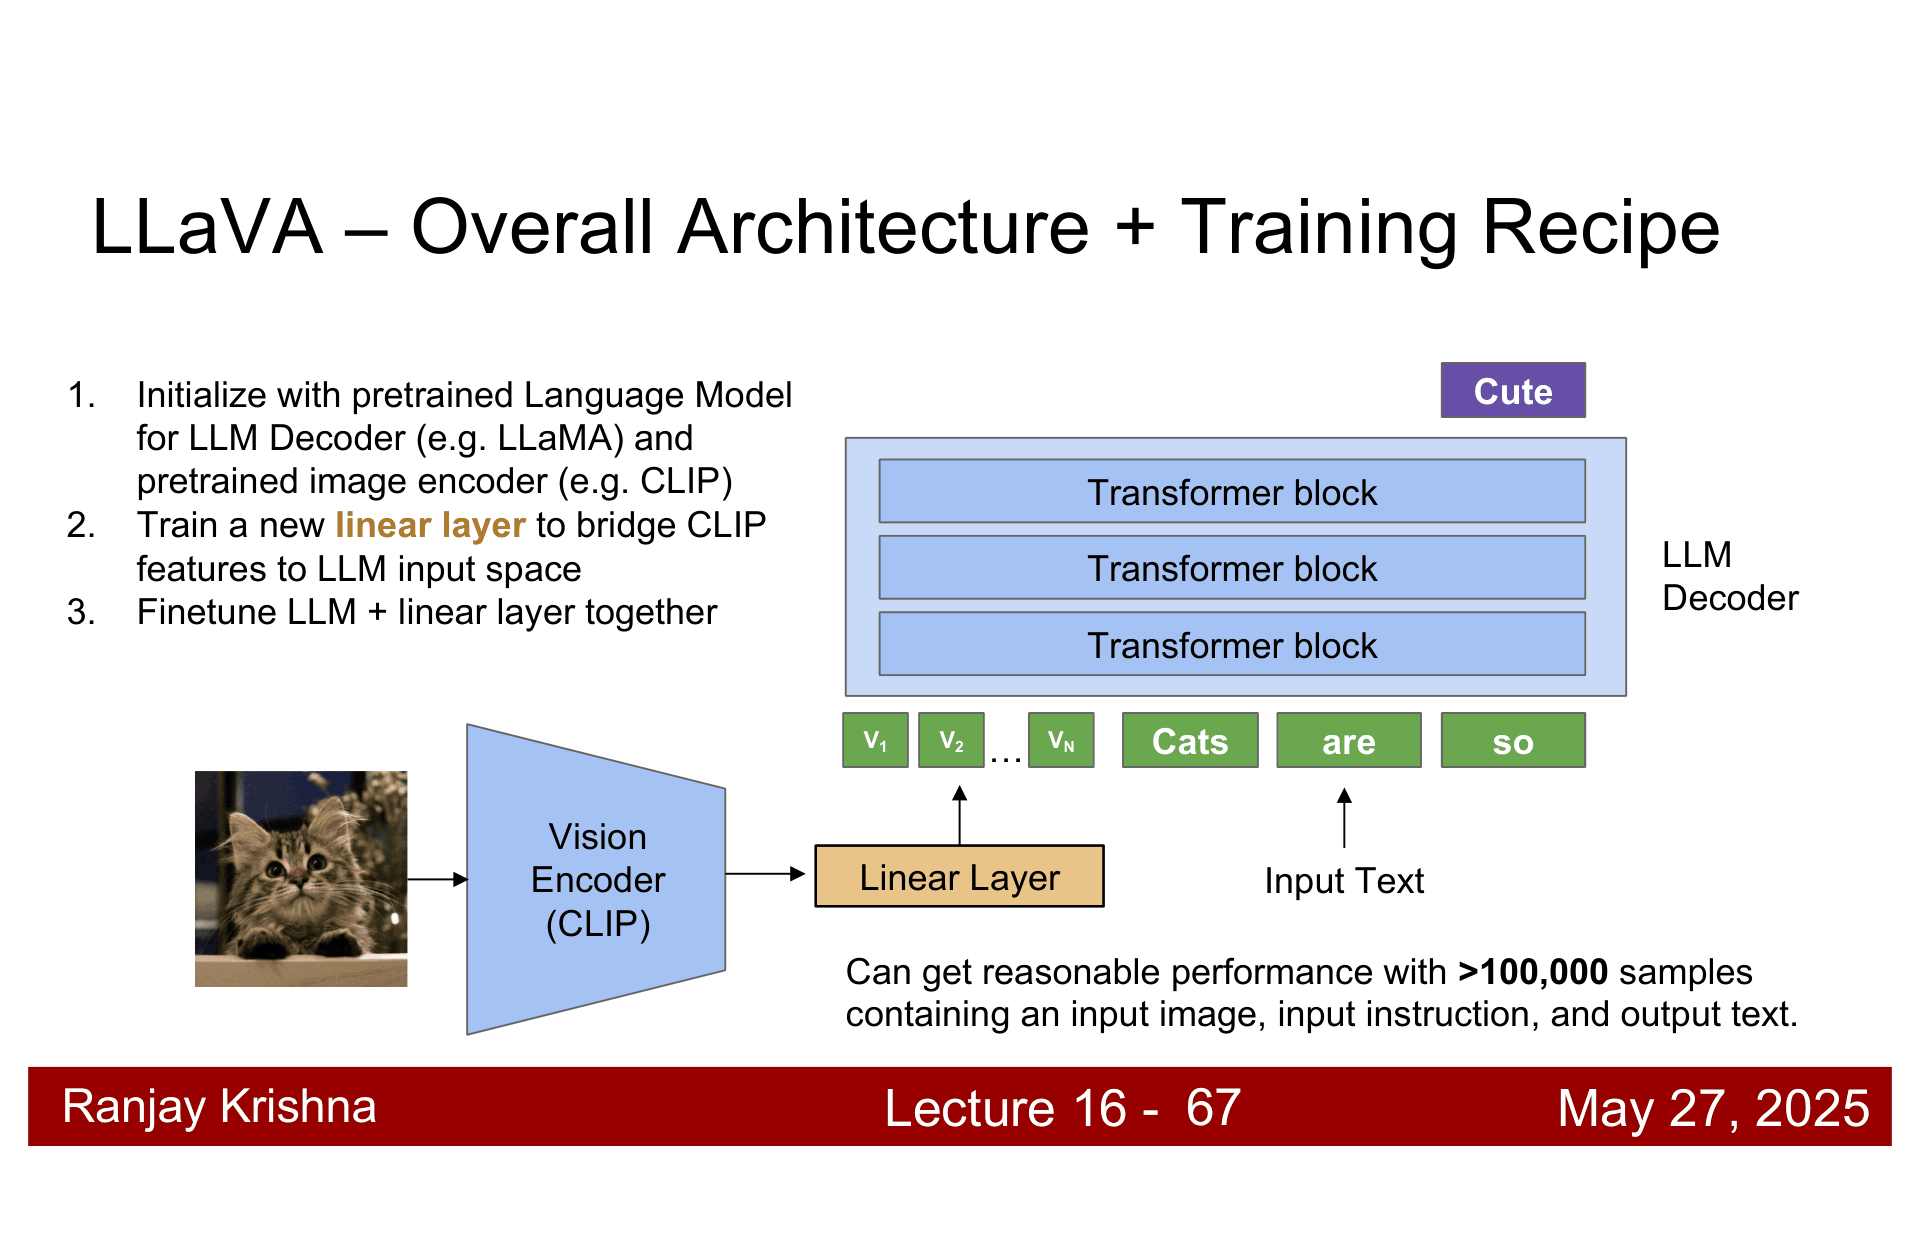 LLaVA – Overall Architecture + Training Recipe
1. Initialize with pretrained Language Model
for LLM Decoder (e.g. LLaMA) and
pretrained image encoder (e.g. CLIP)
2. Train a new linear layer to bridge CLIP
features to LLM input space
3. Finetune LLM + linear layer together
Cute
Transformer block
Transformer block
Transformer block
LLM
Decoder
V₁ V₂ ... V_N Cats are so
Vision
Encoder
(CLIP)
Linear Layer
Input Text
Can get reasonable performance with >100,000 samples
containing an input image, input instruction, and output text.
Ranjay Krishna Lecture 16 - 67 May 27, 2025